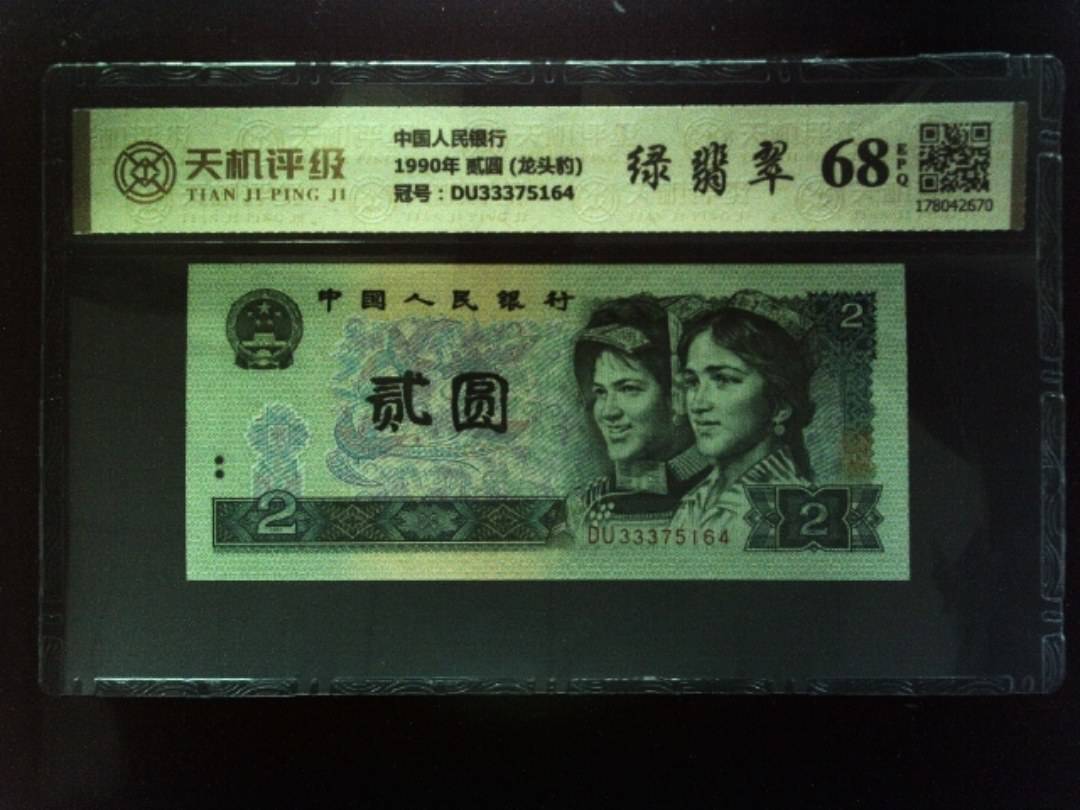 天机评级
TIAN JI PING JI
中国人民银行
1990年 贰圆 (龙头豹)
冠号：DU33375164
绿翡翠
68
EPQ
178042670
中国人民银行
贰圆
2
2
2
DU33375164